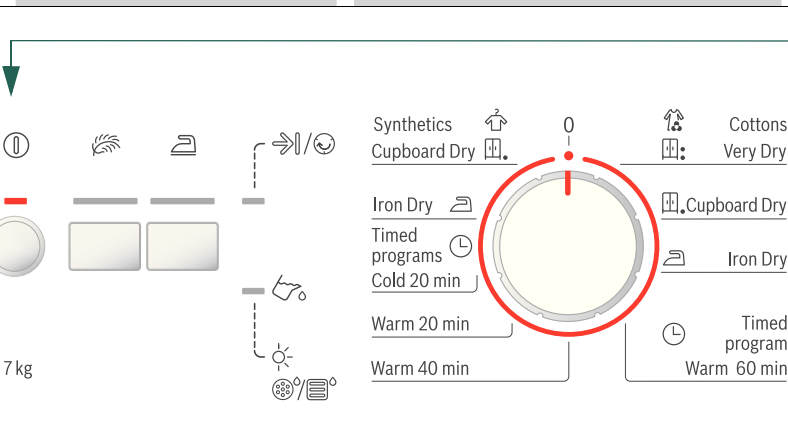 Synthetics
Cupboard Dry
Iron Dry
Timed
programs
Cold 20 min
Warm 20 min
Warm 40 min
0
Cottons
Very Dry
Cupboard Dry
Iron Dry
Timed
program
Warm 60 min
7 kg